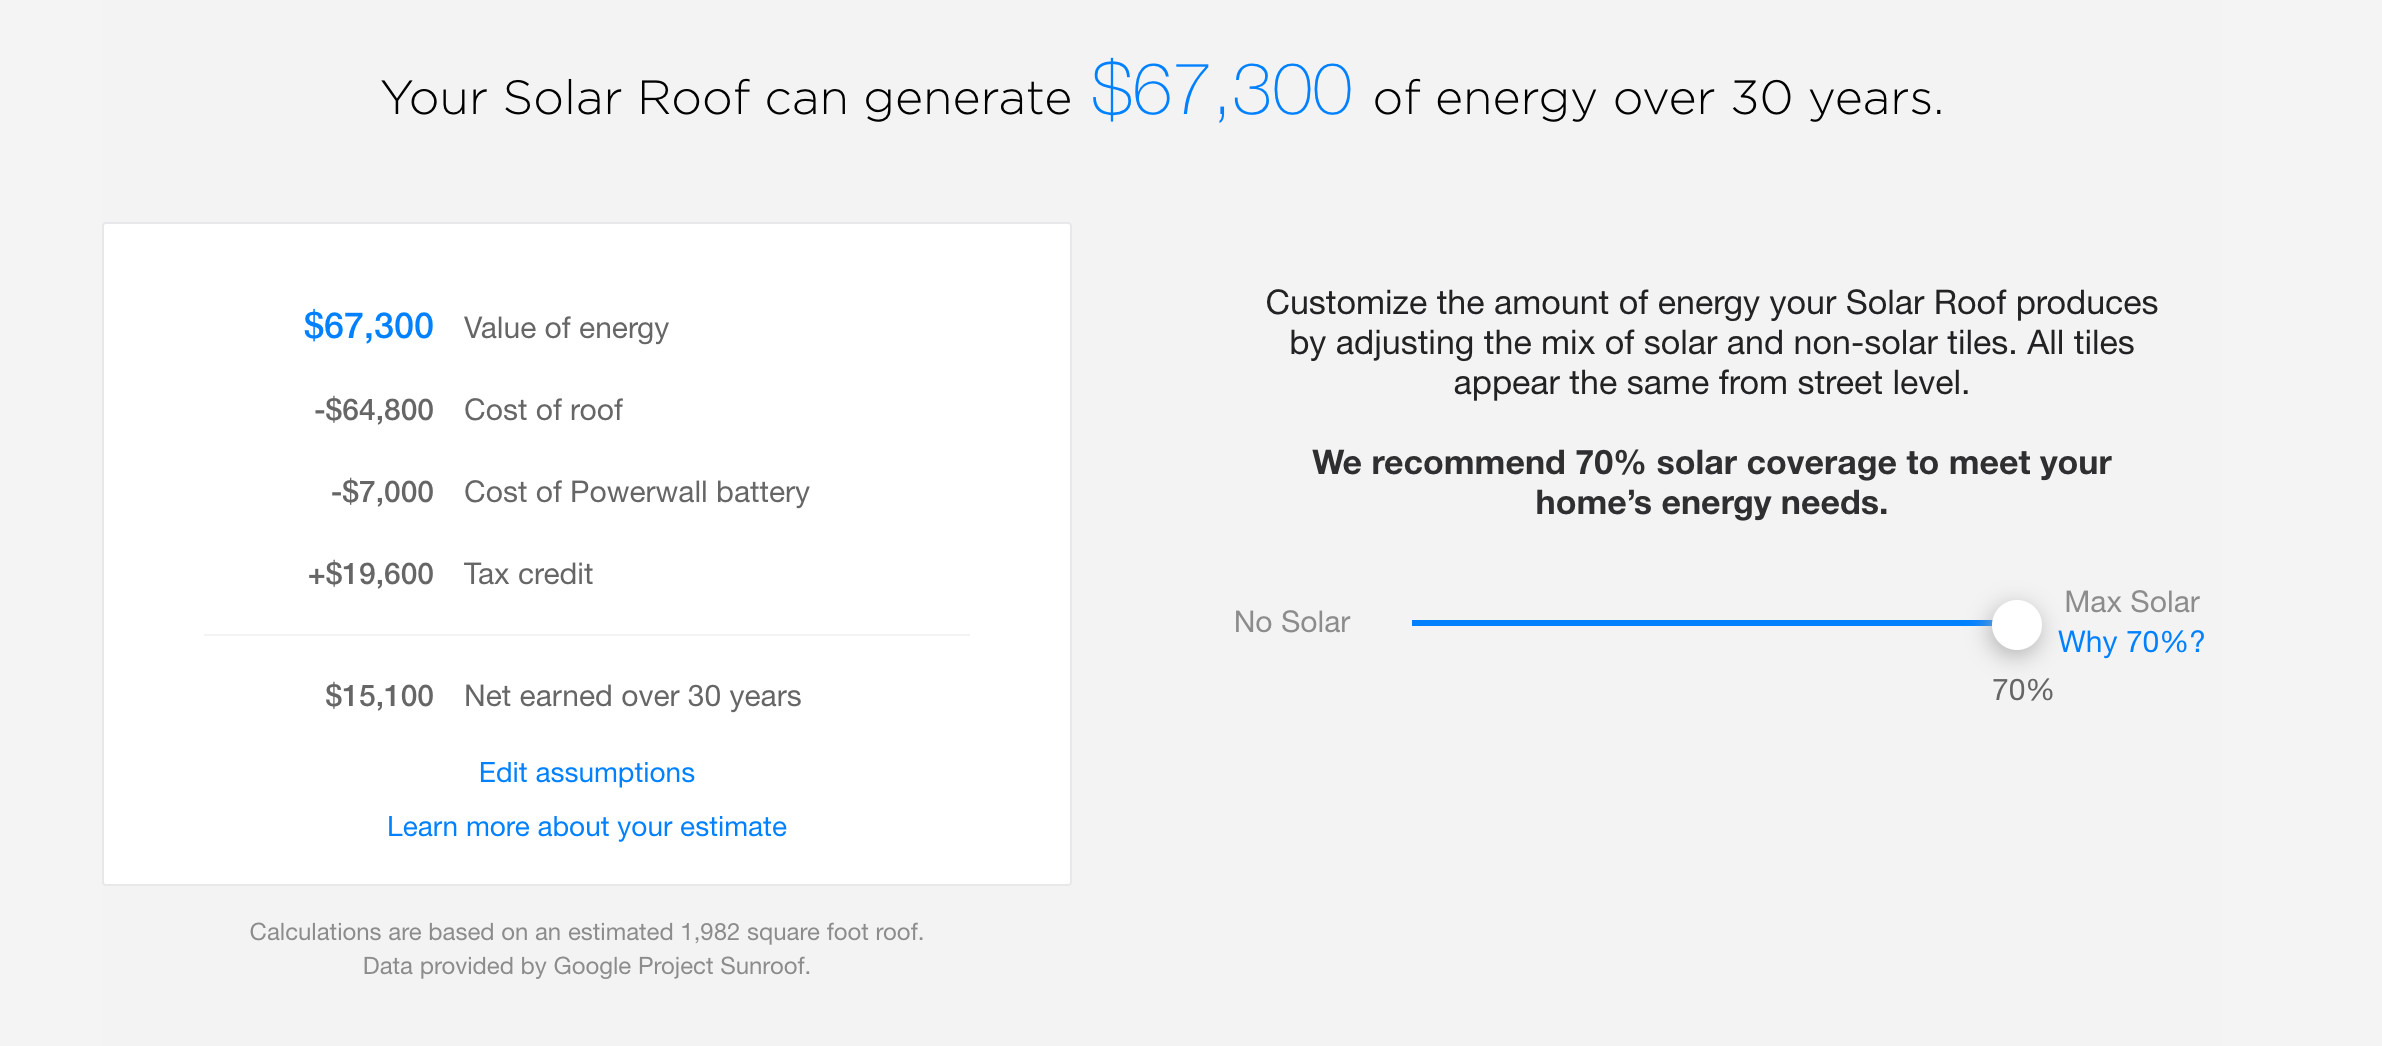 Your Solar Roof can generate $67,300 of energy over 30 years.
$67,300 Value of energy
-$64,800 Cost of roof
-$7,000 Cost of Powerwall battery
+$19,600 Tax credit
$15,100 Net earned over 30 years
Edit assumptions
Learn more about your estimate
Calculations are based on an estimated 1,982 square foot roof.
Data provided by Google Project Sunroof.
Customize the amount of energy your Solar Roof produces
by adjusting the mix of solar and non-solar tiles. All tiles
appear the same from street level.
We recommend 70% solar coverage to meet your
home’s energy needs.
No Solar
Max Solar
Why 70%?
70%